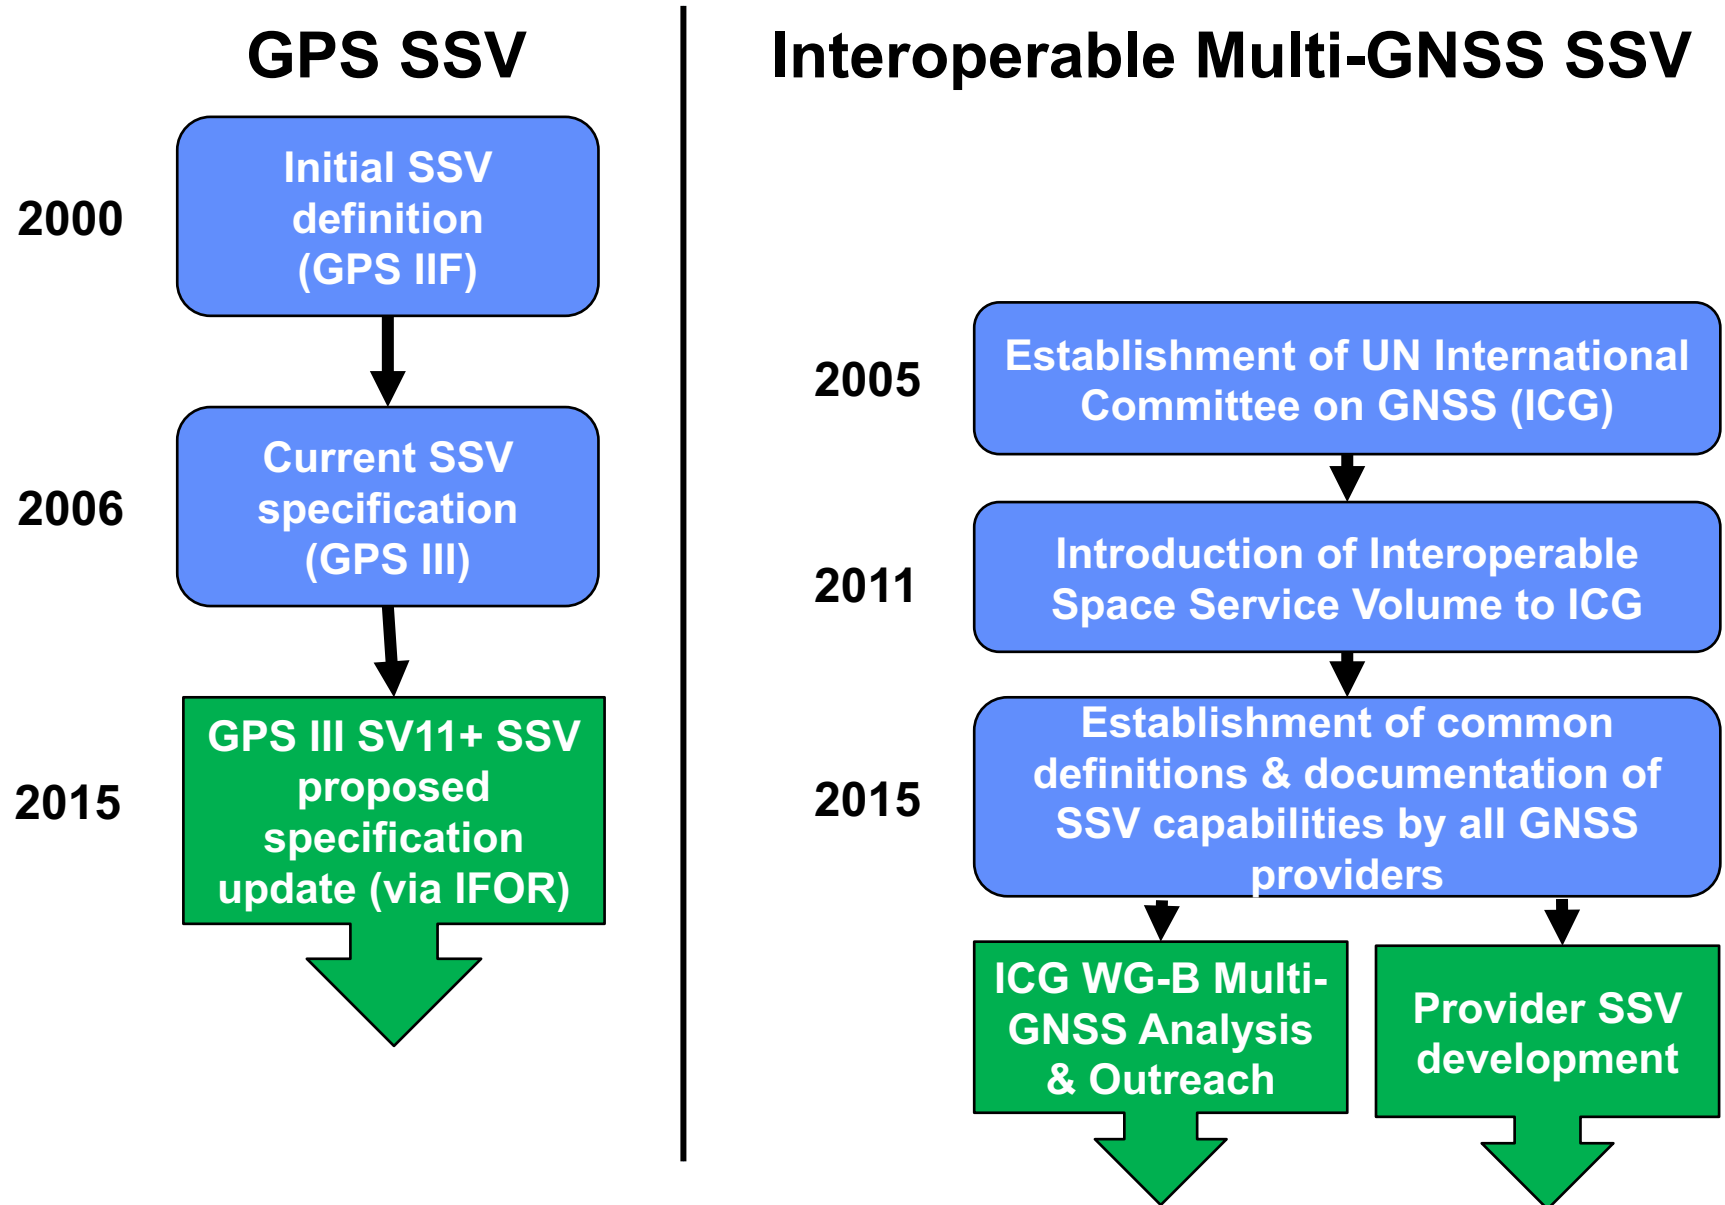 GPS SSV
2000
Initial SSV
definition
(GPS IIF)
2006
Current SSV
specification
(GPS III)
2015
GPS III SV11+ SSV
proposed
specification
update (via IFOR)
Interoperable Multi-GNSS SSV
2005
Establishment of UN International
Committee on GNSS (ICG)
2011
Introduction of Interoperable
Space Service Volume to ICG
2015
Establishment of common
definitions & documentation of
SSV capabilities by all GNSS
providers
ICG WG-B Multi-
GNSS Analysis
& Outreach
Provider SSV
development